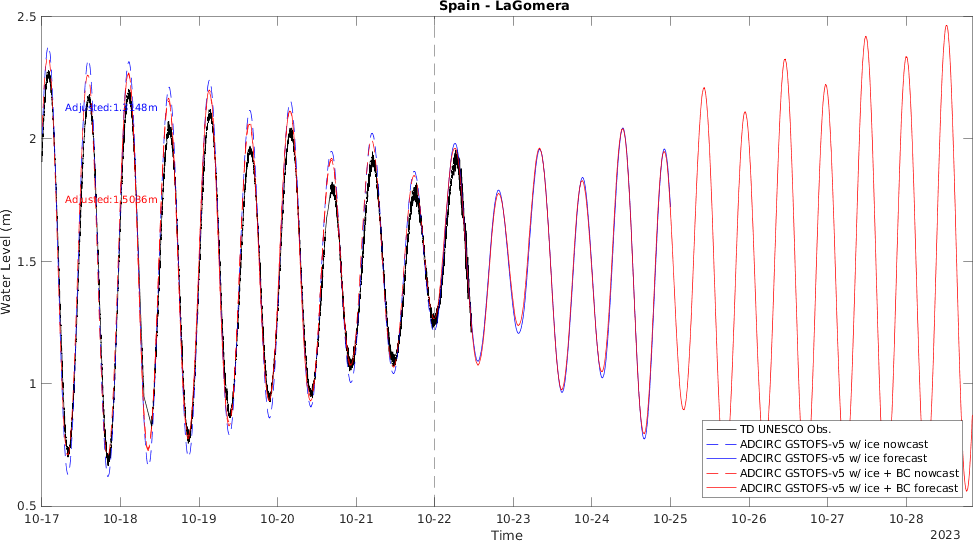 Spain - LaGomera
2.5
2
1.5
1
0.5
Water Level (m)
Adjusted:1.5086m
TD UNESCO Obs.
ADCIRC GSTOFS-v5 w/ ice nowcast
ADCIRC GSTOFS-v5 w/ ice forecast
ADCIRC GSTOFS-v5 w/ ice + BC nowcast
ADCIRC GSTOFS-v5 w/ ice + BC forecast
10-17 10-18 10-19 10-20 10-21 10-22 10-23 10-24 10-25 10-26 10-27 10-28
Time
2023